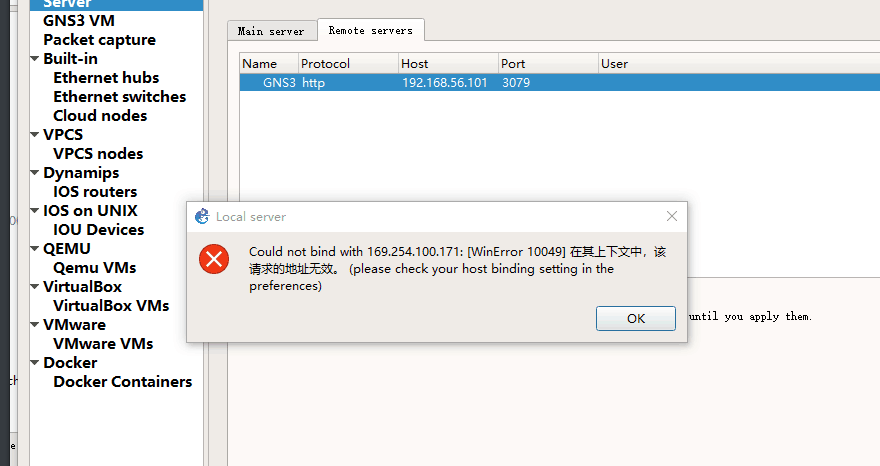 Server
GNS3 VM
Packet capture
Built-in
Ethernet hubs
Ethernet switches
Cloud nodes
VPCS
VPCS nodes
Dynamips
IOS routers
IOS on UNIX
IOU Devices
QEMU
Qemu VMs
VirtualBox
VirtualBox VMs
VMware
VMware VMs
Docker
Docker Containers
Main server
Remote servers
Name Protocol Host Port User
GNS3 http 192.168.56.101 3079
Local server
Could not bind with 169.254.100.171: [WinError 10049] 在其上下文中，该
请求的地址无效。 (please check your host binding setting in the
preferences)
OK
until you apply them.